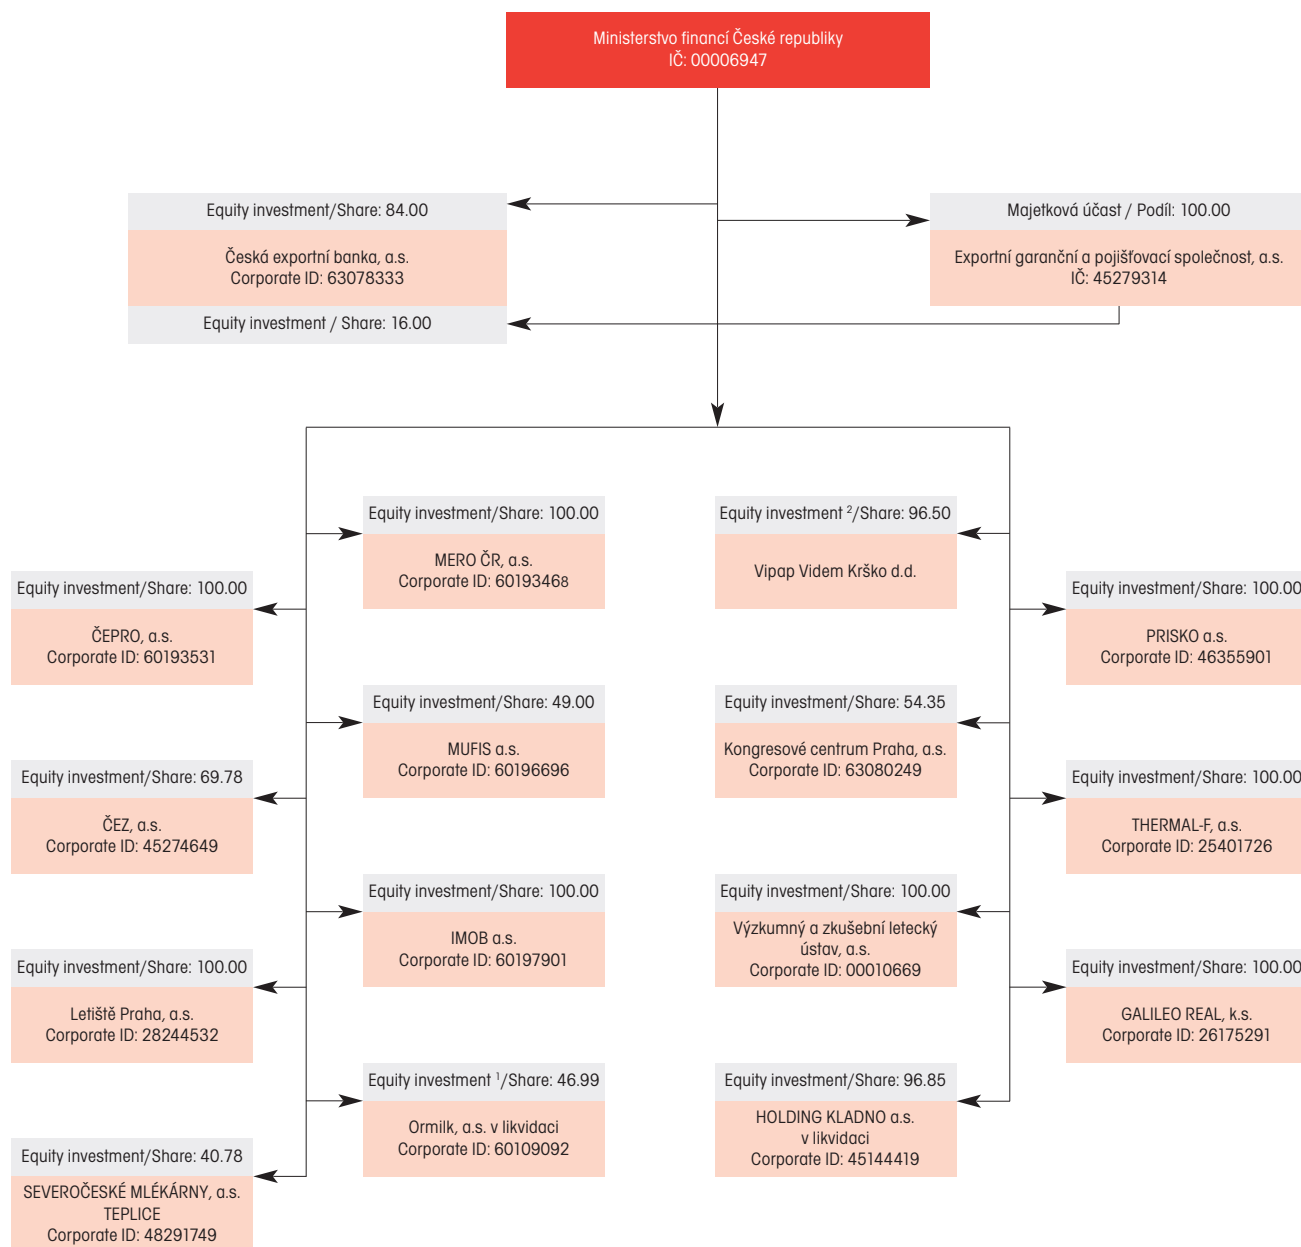 Ministerstvo financí České republiky
IČ: 00006947
Equity investment/Share: 84.00
Česká exportní banka, a.s.
Corporate ID: 63078333
Equity investment / Share: 16.00
Majetková účast / Podíl: 100.00
Exportní garanční a pojišťovací společnost, a.s.
IČ: 45279314
Equity investment/Share: 100.00
MERO ČR, a.s.
Corporate ID: 60193468
Equity investment ²/Share: 96.50
Vipap Videm Krško d.d.
Equity investment/Share: 100.00
ČEPRO, a.s.
Corporate ID: 60193531
Equity investment/Share: 100.00
PRISKO a.s.
Corporate ID: 46355901
Equity investment/Share: 49.00
MUFIS a.s.
Corporate ID: 60196696
Equity investment/Share: 54.35
Kongresové centrum Praha, a.s.
Corporate ID: 63080249
Equity investment/Share: 69.78
ČEZ, a.s.
Corporate ID: 45274649
Equity investment/Share: 100.00
THERMAL-F, a.s.
Corporate ID: 25401726
Equity investment/Share: 100.00
IMOB a.s.
Corporate ID: 60197901
Equity investment/Share: 100.00
Výzkumný a zkušební letecký
ústav, a.s.
Corporate ID: 00010669
Equity investment/Share: 100.00
Letiště Praha, a.s.
Corporate ID: 28244532
Equity investment/Share: 100.00
GALILEO REAL, k.s.
Corporate ID: 26175291
Equity investment ¹/Share: 46.99
Ormilk, a.s. v likvidaci
Corporate ID: 60109092
Equity investment/Share: 96.85
HOLDING KLADNO a.s.
v likvidaci
Corporate ID: 45144419
Equity investment/Share: 40.78
SEVEROČESKÉ MLÉKÁRNY, a.s.
TEPLICE
Corporate ID: 48291749